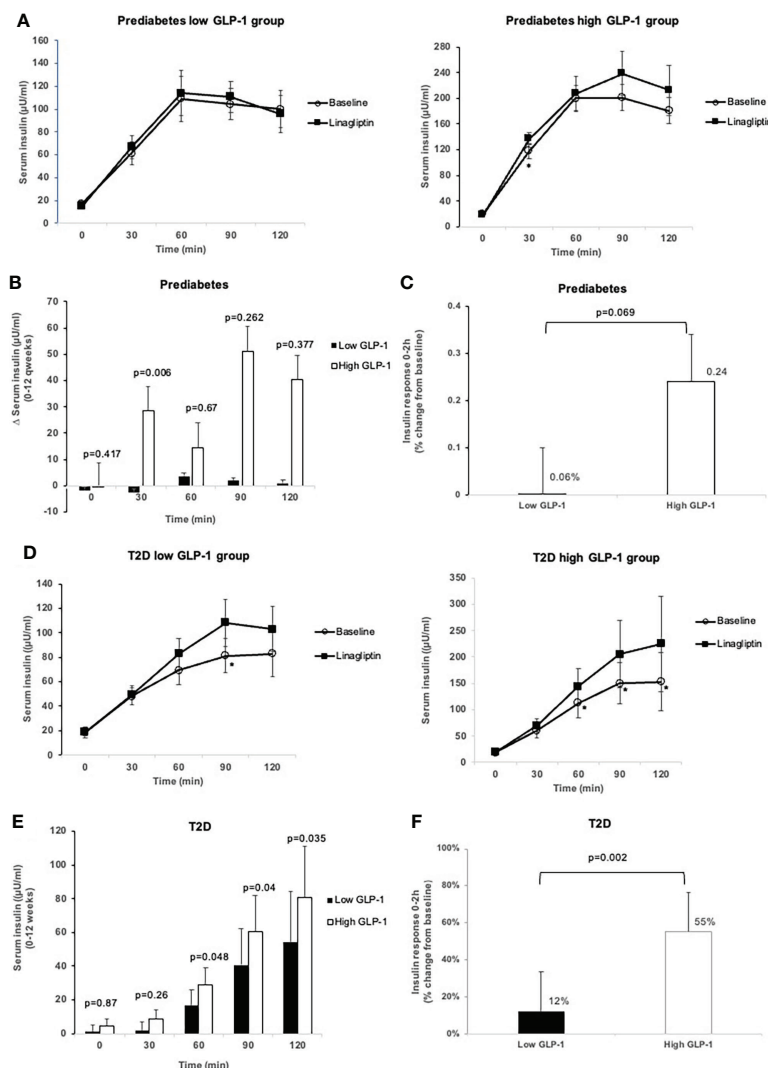 A
Prediabetes low GLP-1 group
Serum insulin (µU/ml)
160
140
120
100
80
60
40
20
0
0 30 60 90 120
Time (min)
Baseline
Linagliptin
Prediabetes high GLP-1 group
Serum insulin (µU/ml)
280
240
200
160
120
80
40
0
*
0 30 60 90 120
Time (min)
Baseline
Linagliptin
B
Prediabetes
Δ Serum insulin (µU/ml)
(0-12 qweeks)
70
60
50
40
30
20
10
0
-10
p=0.417
p=0.006
p=0.67
p=0.262
p=0.377
0 30 60 90 120
Time (min)
Low GLP-1
High GLP-1
C
Prediabetes
Insulin response 0-2h
(% change from baseline)
0.4
0.3
0.2
0.1
0
p=0.069
0.06%
0.24
Low GLP-1 High GLP-1
D
T2D low GLP-1 group
Serum insulin ((µU/ml)
140
120
100
80
60
40
20
0
*
0 30 60 90 120
Time (min)
Baseline
Linagliptin
T2D high GLP-1 group
Serum insulin ((µU/ml)
350
300
250
200
150
100
50
0
* * *
0 30 60 90 120
Time (min)
Baseline
Linagliptin
E
T2D
Serum insulin ((µU/ml)
(0-12 weeks)
120
100
80
60
40
20
0
p=0.87
p=0.26
p=0.048
p=0.04
p=0.035
0 30 60 90 120
Time (min)
Low GLP-1
High GLP-1
F
T2D
Insulin response 0-2h
(% change from baseline)
100%
80%
60%
40%
20%
0%
p=0.002
12%
55%
Low GLP-1 High GLP-1